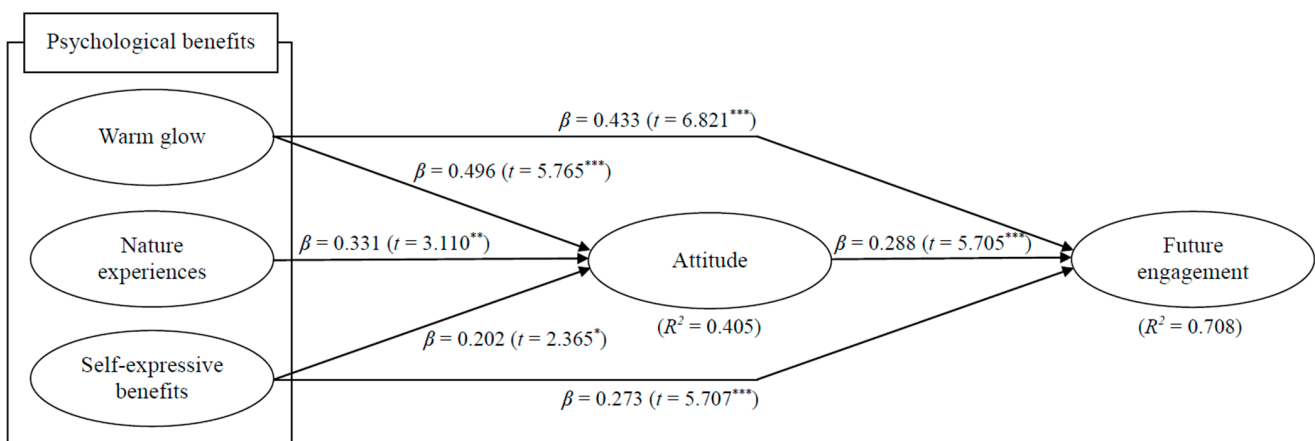 Psychological benefits
Warm glow
β = 0.433 (t = 6.821***)
β = 0.496 (t = 5.765***)
Nature
experiences
β = 0.331 (t = 3.110**)
Attitude
(R² = 0.405)
β = 0.288 (t = 5.705***)
Future
engagement
(R² = 0.708)
Self-expressive
benefits
β = 0.202 (t = 2.365*)
β = 0.273 (t = 5.707***)